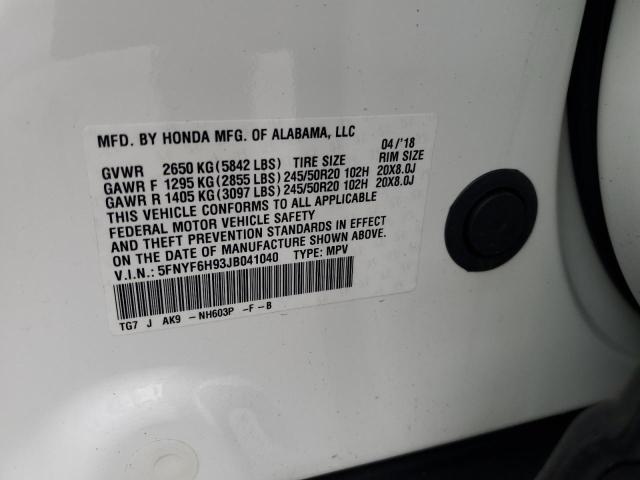 MFD. BY HONDA MFG. OF ALABAMA, LLC 04/'18
GVWR 2650 KG(5842 LBS) TIRE SIZE RIM SIZE
GAWR F 1295 KG(2855 LBS)245/50R20 102H 20X8.0J
GAWR R 1405 KG(3097 LBS)245/50R20 102H 20X8.0J
THIS VEHICLE CONFORMS TO ALL APPLICABLE
FEDERAL MOTOR VEHICLE SAFETY
AND THEFT PREVENTION STANDARDS IN EFFECT
ON THE DATE OF MANUFACTURE SHOWN ABOVE.
V.I.N.: 5FNYF6H93JB041040 TYPE: MPV
TG7 J AK9 -NH603P -F-B